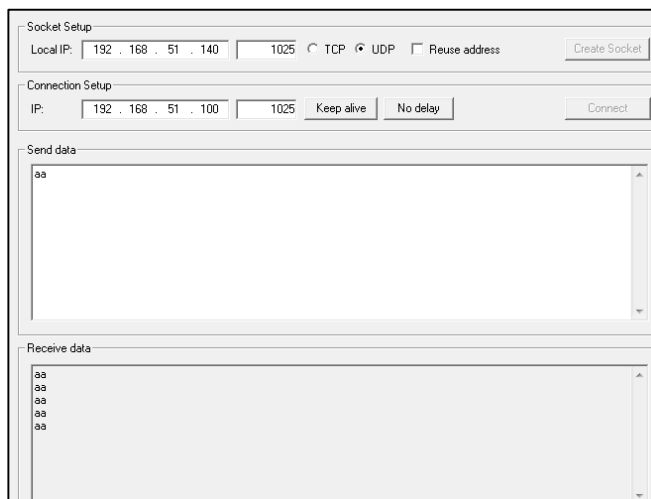 Socket Setup
Local IP: 192 . 168 . 51 . 140 1025 TCP UDP Reuse address Create Socket
Connection Setup
IP: 192 . 168 . 51 . 100 1025 Keep alive No delay Connect
Send data
aa
Receive data
aa
aa
aa
aa
aa